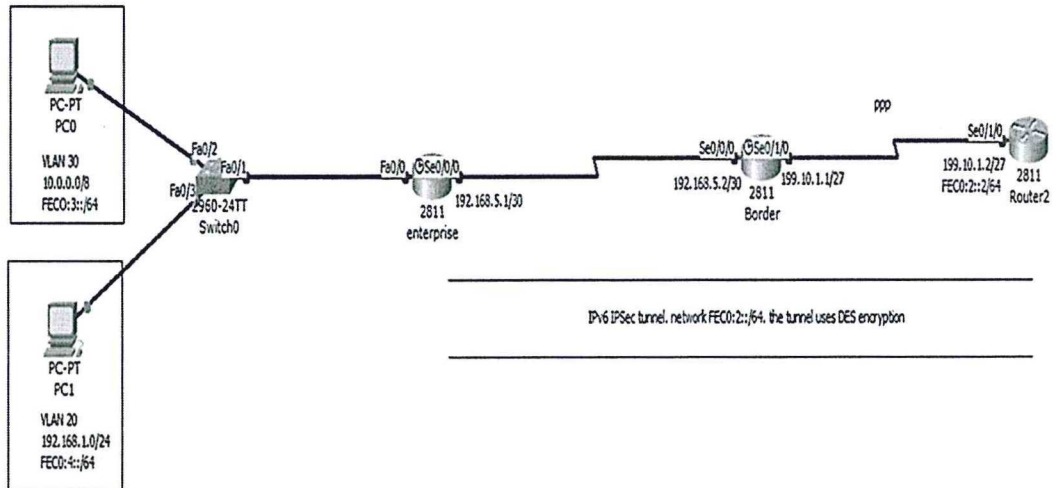 PC-PT
PC0
VLAN 30
10.0.0.0/8
FEC0:3::/64
Fa0/2
Fa0/1
Fa0/3
2960-24TT
Switch0
PC-PT
PC1
VLAN 20
192.168.1.0/24
FEC0:4::/64
Fa0/0
Se0/0/0
192.168.5.1/30
2811
enterprise
Se0/0/0
Se0/1/0
192.168.5.2/30
199.10.1.1/27
2811
Border
ppp
Se0/1/0
199.10.1.2/27
FEC0:2::2/64
2811
Router2
IPv6 IPSec tunnel. network FEC0:2::/64. the tunnel uses DES encryption